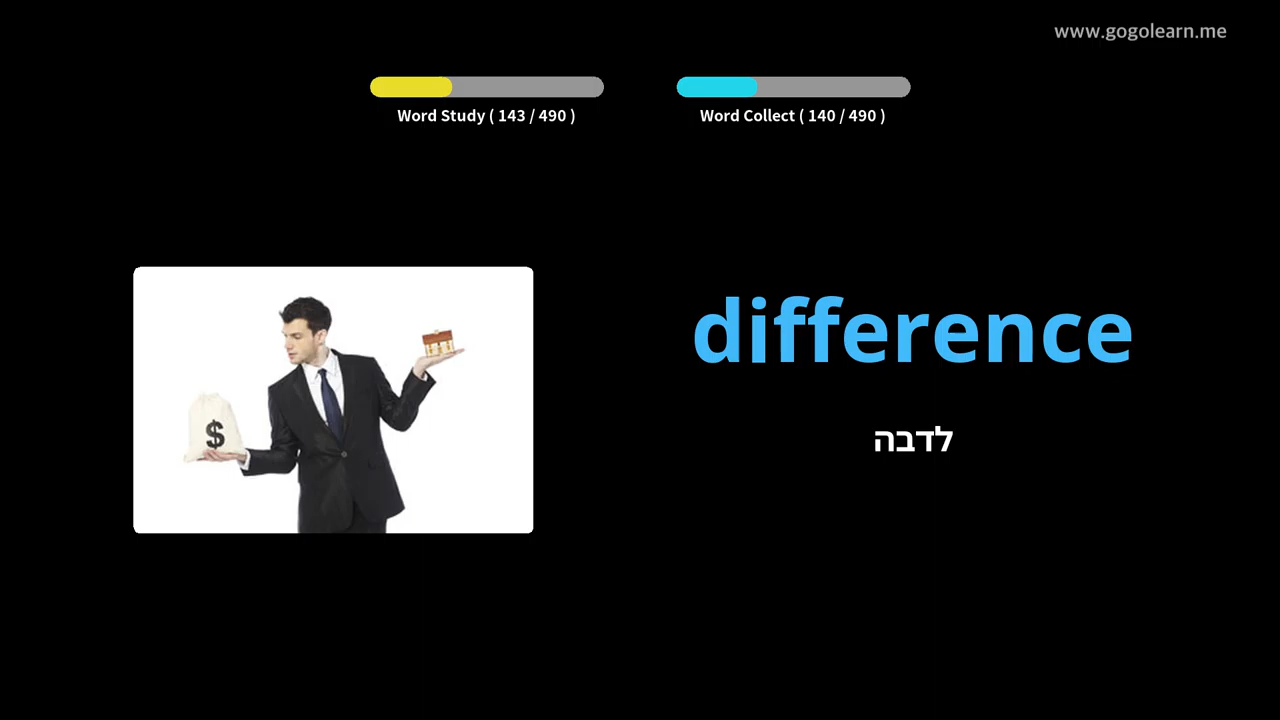 www.gogolearn.me
Word Study ( 143 / 490 )
Word Collect ( 140 / 490 )
difference
לדבה
$